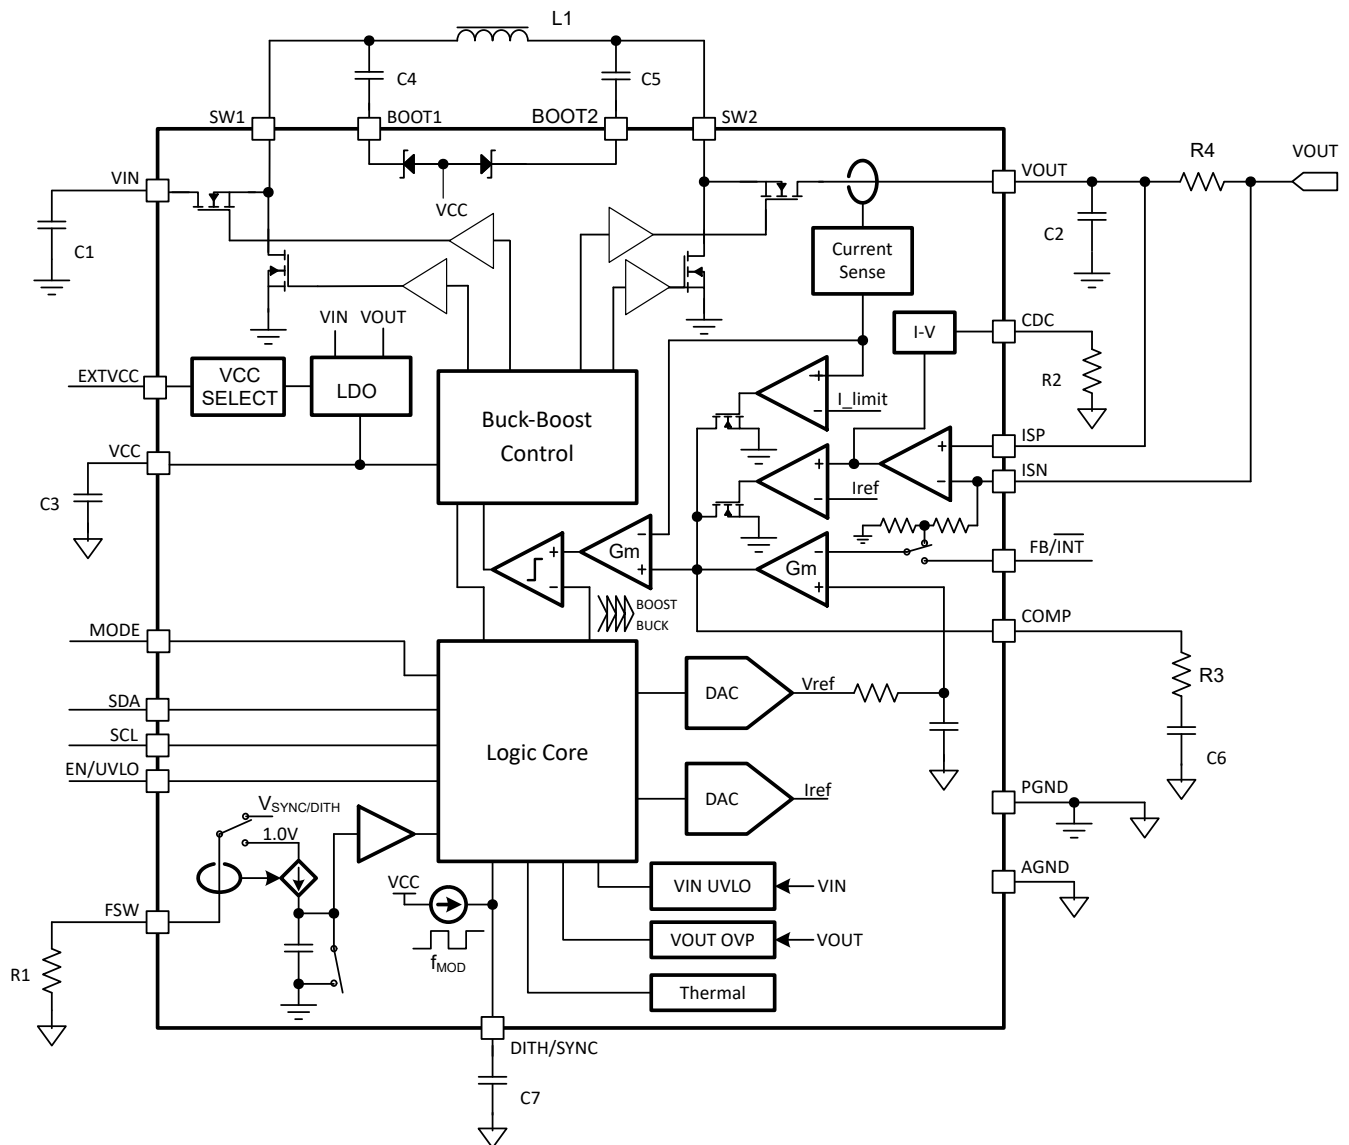 L1
C4
C5
SW1
BOOT1
BOOT2
SW2
VIN
VCC
VOUT
R4
VOUT
C1
C2
Current
Sense
VIN
VOUT
I-V
CDC
EXTVCC
VCC
SELECT
LDO
R2
Buck-Boost
Control
+
−
I_limit
VCC
C3
+
−
Iref
+
−
ISP
ISN
FB/INT
+
−
−
Gm
+
−
Gm
+
BOOST
BUCK
COMP
MODE
R3
SDA
DAC
Vref
SCL
Logic Core
C6
EN/UVLO
DAC
Iref
PGND
VSYNC/DITH
1.0V
AGND
FSW
VCC
VIN UVLO
VIN
VOUT OVP
VOUT
fMOD
Thermal
R1
DITH/SYNC
C7